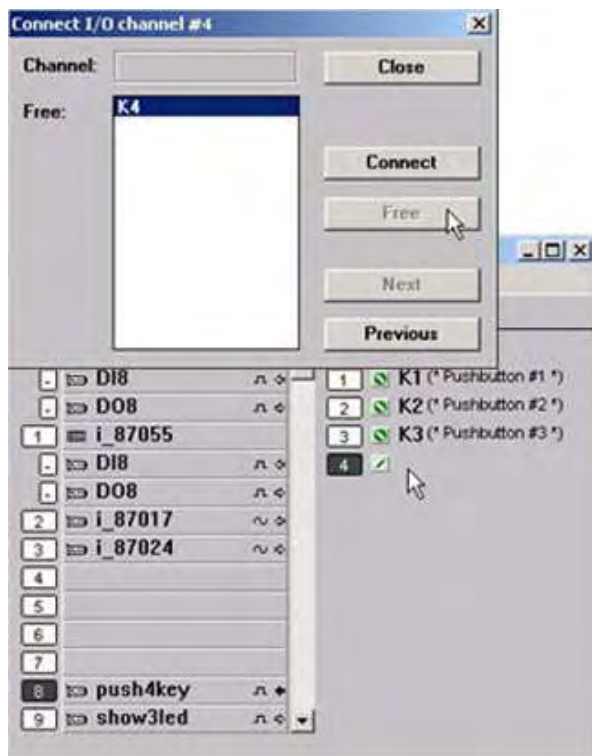 Connect I/O channel #4
Channel:
Close
Free:
K4
Connect
Free
Next
Previous
. DI8
. DO8
1 i_87055
. DI8
. DO8
2 i_87017
3 i_87024
4
5
6
7
8 push4key
9 show3led
1 K1 (* Pushbutton #1 *)
2 K2 (* Pushbutton #2 *)
3 K3 (* Pushbutton #3 *)
4